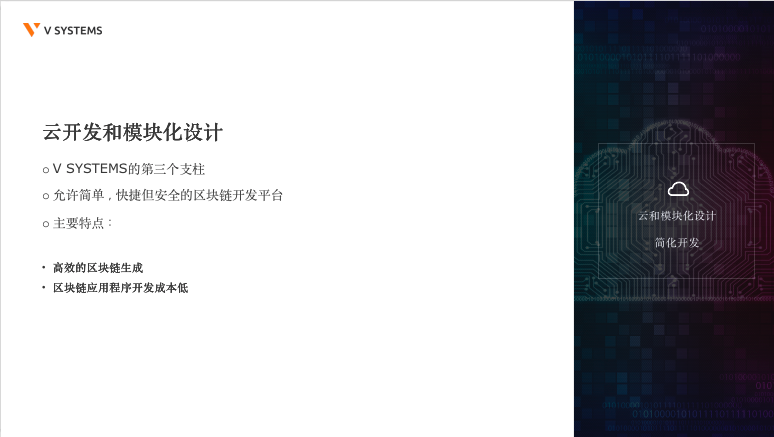 V SYSTEMS
云开发和模块化设计
○ V SYSTEMS的第三个支柱
○ 允许简单，快捷但安全的区块链开发平台
○ 主要特点：
• 高效的区块链生成
• 区块链应用程序开发成本低
云和模块化设计
简化开发